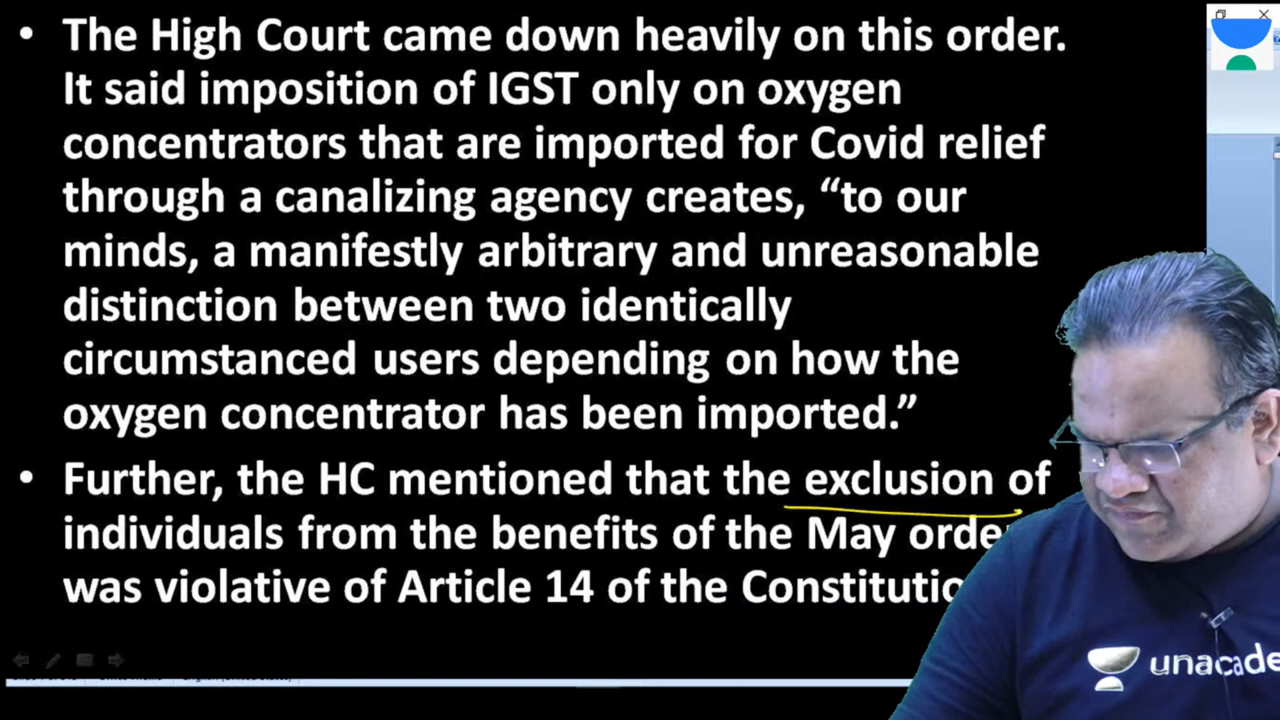 • The High Court came down heavily on this order.
It said imposition of IGST only on oxygen
concentrators that are imported for Covid relief
through a canalizing agency creates, “to our
minds, a manifestly arbitrary and unreasonable
distinction between two identically
circumstanced users depending on how the
oxygen concentrator has been imported.”
• Further, the HC mentioned that the exclusion of
individuals from the benefits of the May orde
was violative of Article 14 of the Constitutio
unacade